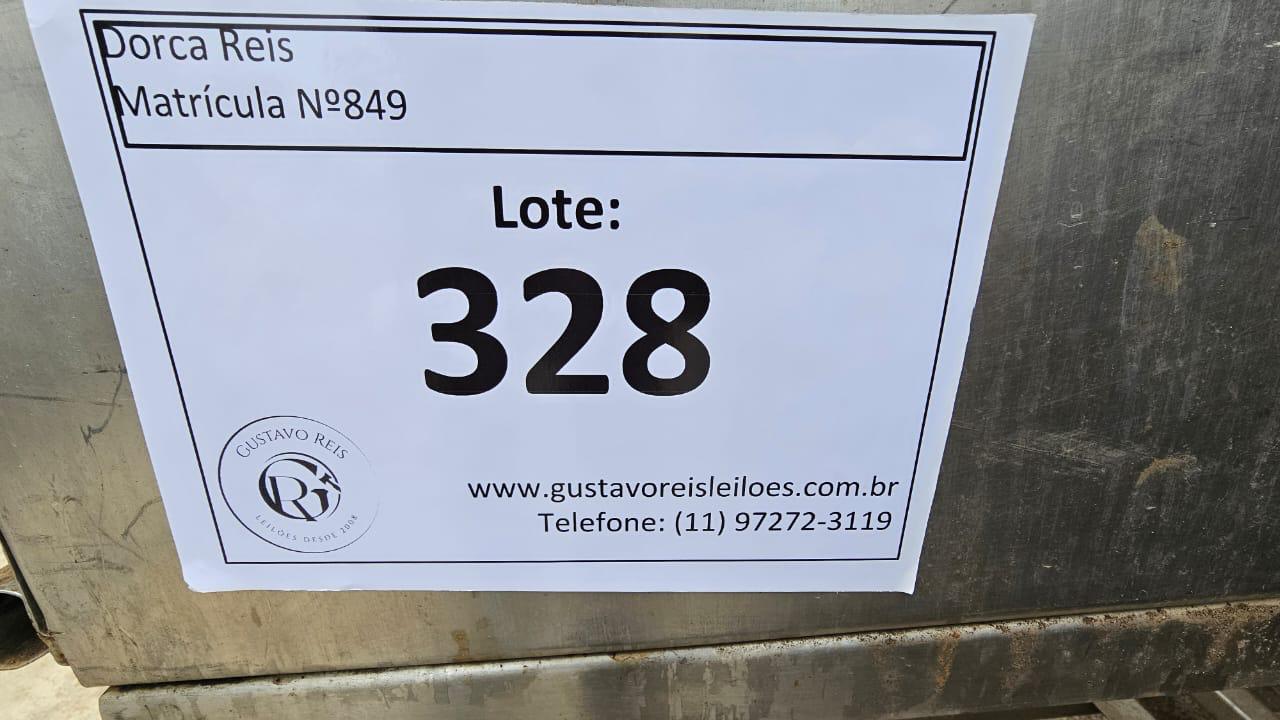 Dorca Reis
Matrícula Nº849
Lote:
328
GUSTAVO REIS
GR
LEILÕES DESDE 2008
www.gustavoreisleiloes.com.br
Telefone: (11) 97272-3119